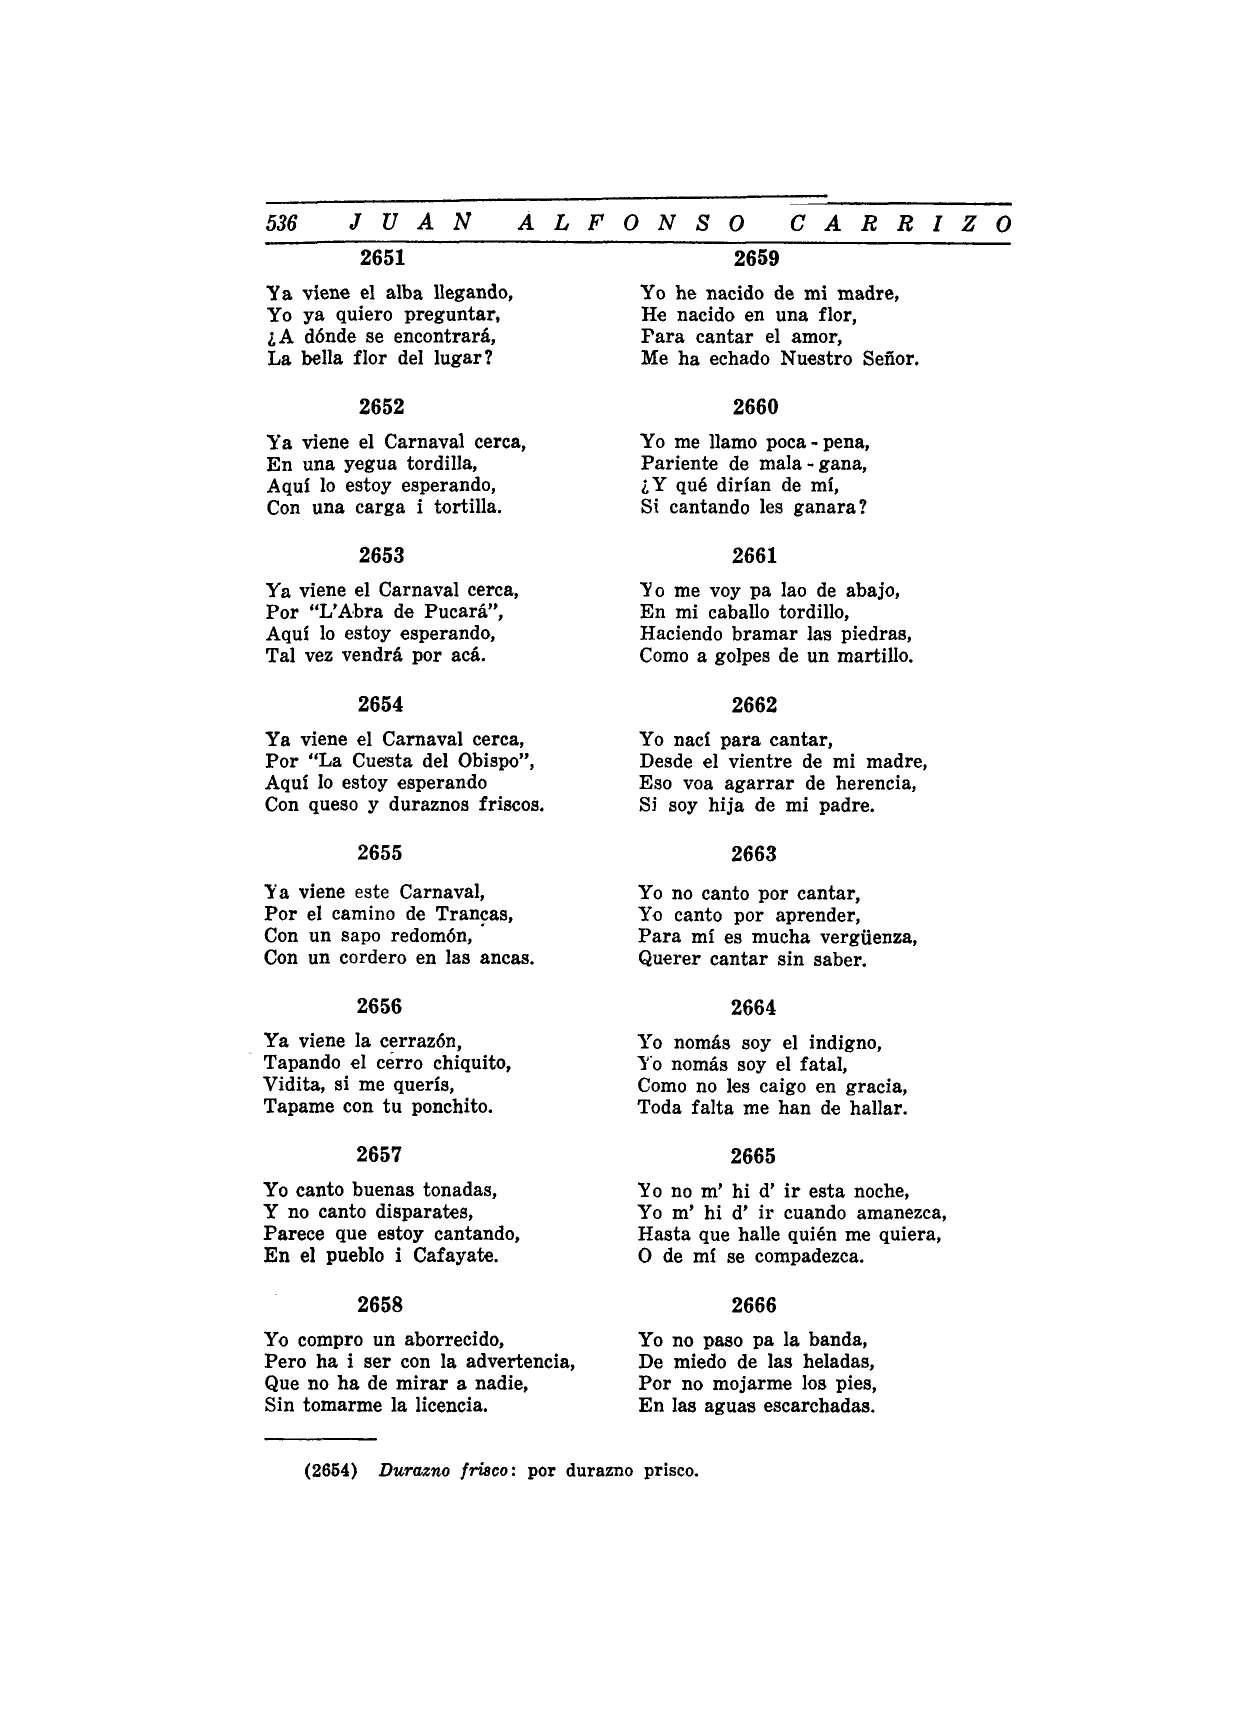 536 JUAN ALFONSO CARRIZO
2651
Ya viene el alba llegando,
Yo ya quiero preguntar,
¿A dónde se encontrará,
La bella flor del lugar?
2652
Ya viene el Carnaval cerca,
En una yegua tordilla,
Aquí lo estoy esperando,
Con una carga i tortilla.
2653
Ya viene el Carnaval cerca,
Por “L’Abra de Pucará”,
Aquí lo estoy esperando,
Tal vez vendrá por acá.
2654
Ya viene el Carnaval cerca,
Por “La Cuesta del Obispo”,
Aquí lo estoy esperando
Con queso y duraznos friscos.
2655
Ya viene este Carnaval,
Por el camino de Trancas,
Con un sapo redomón,
Con un cordero en las ancas.
2656
Ya viene la cerrazón,
Tapando el cerro chiquito,
Vidita, si me querís,
Tapame con tu ponchito.
2657
Yo canto buenas tonadas,
Y no canto disparates,
Parece que estoy cantando,
En el pueblo i Cafayate.
2658
Yo compro un aborrecido,
Pero ha i ser con la advertencia,
Que no ha de mirar a nadie,
Sin tomarme la licencia.
2659
Yo he nacido de mi madre,
He nacido en una flor,
Para cantar el amor,
Me ha echado Nuestro Señor.
2660
Yo me llamo poca - pena,
Pariente de mala - gana,
¿Y qué dirían de mí,
Si cantando les ganara?
2661
Yo me voy pa lao de abajo,
En mi caballo tordillo,
Haciendo bramar las piedras,
Como a golpes de un martillo.
2662
Yo nací para cantar,
Desde el vientre de mi madre,
Eso voa agarrar de herencia,
Si soy hija de mi padre.
2663
Yo no canto por cantar,
Yo canto por aprender,
Para mí es mucha vergüenza,
Querer cantar sin saber.
2664
Yo nomás soy el indigno,
Yo nomás soy el fatal,
Como no les caigo en gracia,
Toda falta me han de hallar.
2665
Yo no m’ hi d’ ir esta noche,
Yo m’ hi d’ ir cuando amanezca,
Hasta que halle quién me quiera,
O de mí se compadezca.
2666
Yo no paso pa la banda,
De miedo de las heladas,
Por no mojarme los pies,
En las aguas escarchadas.
(2654) Durazno frisco: por durazno prisco.